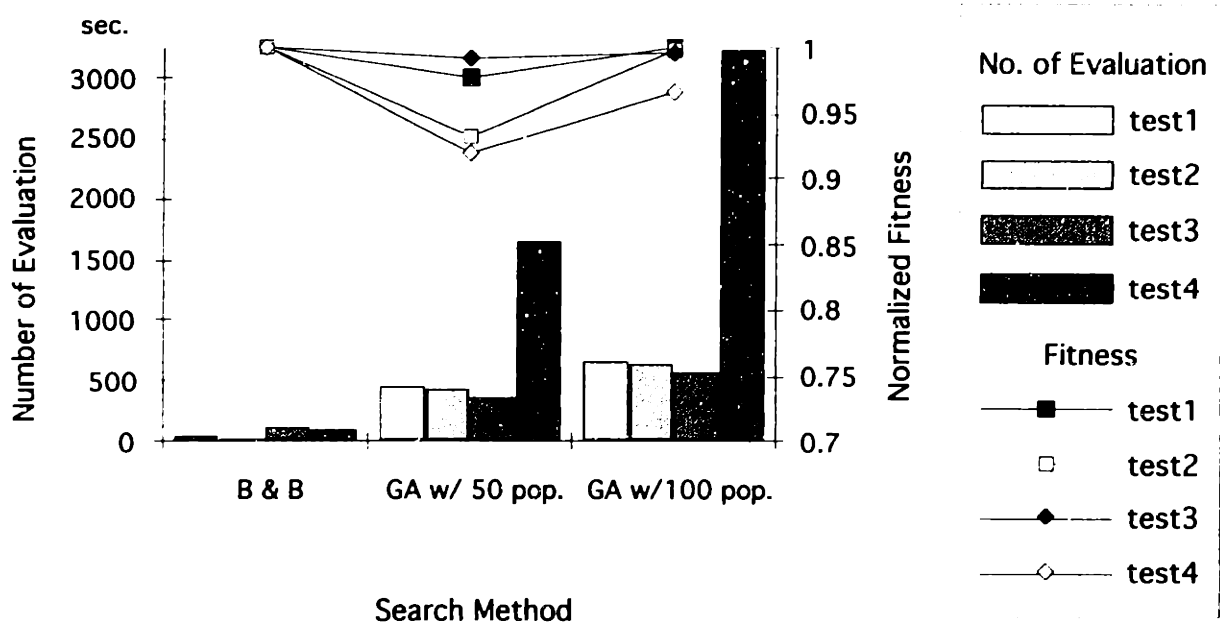 sec.
3000
2500
2000
1500
1000
500
0
Number of Evaluation
1
0.95
0.9
0.85
0.8
0.75
0.7
Normalized Fitness
B & B
GA w/ 50 pop.
GA w/100 pop.
Search Method
No. of Evaluation
test1
test2
test3
test4
Fitness
test1
test2
test3
test4